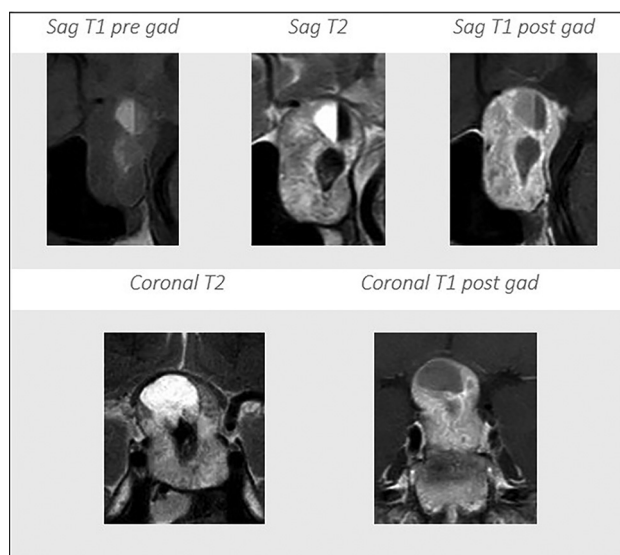 Sag T1 pre gad
Sag T2
Sag T1 post gad
Coronal T2
Coronal T1 post gad